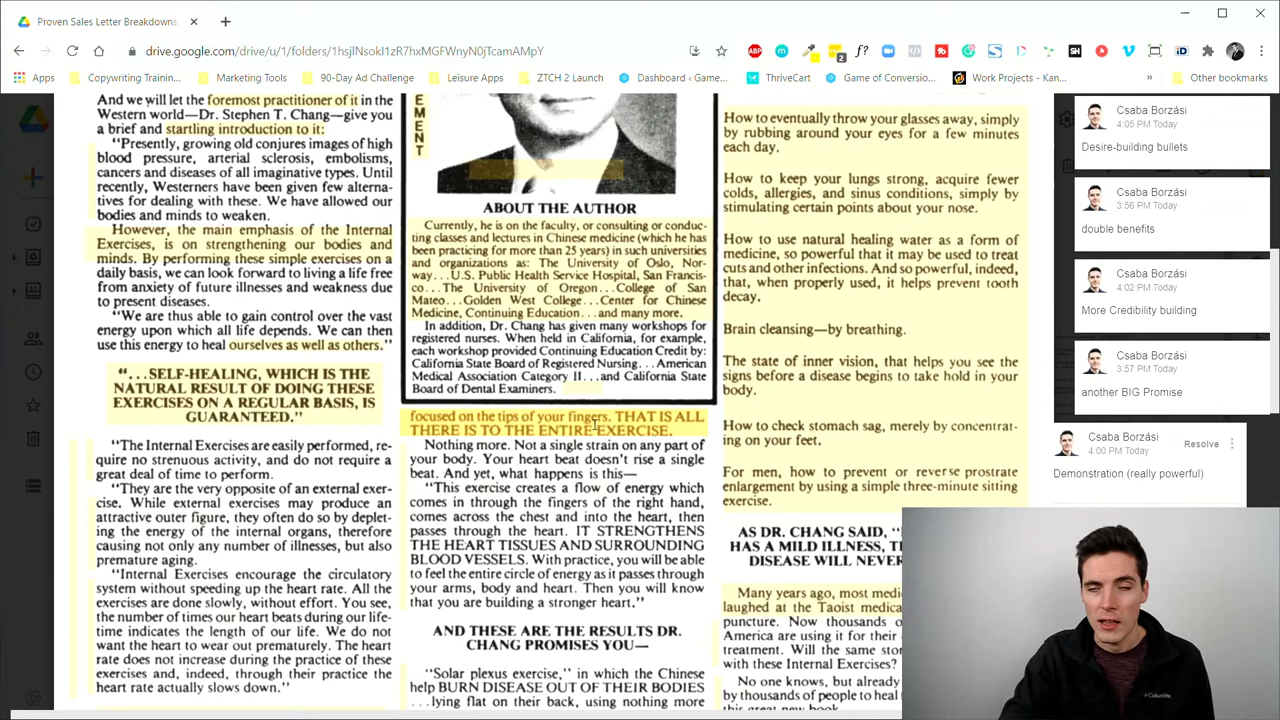 Proven Sales Letter Breakdowns
drive.google.com/drive/u/1/folders/1hsjlNsokI1zR7hxMGFWnyN0jTcamAMpY
Apps
Copywriting Trainin...
Marketing Tools
90-Day Ad Challenge
Leisure Apps
ZTCH 2 Launch
Dashboard ‹ Game...
ThriveCart
Game of Conversio...
Work Projects - Kan...
»
Other bookmarks
And we will let the foremost practitioner of it in the
Western world—Dr. Stephen T. Chang—give you
a brief and startling introduction to it:
“Presently, growing old conjures images of high
blood pressure, arterial sclerosis, embolisms,
cancers and diseases of all imaginative types. Until
recently, Westerners have been given few alterna-
tives for dealing with these. We have allowed our
bodies and minds to weaken.
However, the main emphasis of the Internal
Exercises, is on strengthening our bodies and
minds. By performing these simple exercises on a
daily basis, we can look forward to living a life free
from anxiety of future illnesses and weakness due
to present diseases.
“We are thus able to gain control over the vast
energy upon which all life depends. We can then
use this energy to heal ourselves as well as others.”
“...SELF-HEALING, WHICH IS THE
NATURAL RESULT OF DOING THESE
EXERCISES ON A REGULAR BASIS, IS
GUARANTEED.”
“The Internal Exercises are easily performed, re-
quire no strenuous activity, and do not require a
great deal of time to perform.
“They are the very opposite of an external exer-
cise. While external exercises may produce an
attractive outer figure, they often do so by deplet-
ing the energy of the internal organs, therefore
causing not only any number of illnesses, but also
premature aging.
“Internal Exercises encourage the circulatory
system without speeding up the heart rate. All the
exercises are done slowly, without effort. You see,
the number of times our heart beats during our life-
time indicates the length of our life. We do not
want the heart to wear out prematurely. The heart
rate does not increase during the practice of these
exercises and, indeed, through their practice the
heart rate actually slows down.”
E
M
E
N
T
ABOUT THE AUTHOR
Currently, he is on the faculty, or consulting or conduc-
ting classes and lectures in Chinese medicine (which he
has been practicing for more than 25 years) in such universities
and organizations as: The University of Oslo, Nor-
way...U.S. Public Health Service Hospital, San Francis-
co...The University of Oregon...College of San
Mateo...Golden West College...Center for Chinese
Medicine, Continuing Education...and many more.
In addition, Dr. Chang has given many workshops for
registered nurses. When held in California, for example,
each workshop provided Continuing Education Credit by:
California State Board of Registered Nursing...American
Medical Association Category II...and California State
Board of Dental Examiners.
focused on the tips of your fingers. THAT IS ALL
THERE IS TO THE ENTIRE EXERCISE.
Nothing more. Not a single strain on any part of
your body. Your heart beat doesn't rise a single
beat. And yet, what happens is this—
“This exercise creates a flow of energy which
comes in through the fingers of the right hand,
comes across the chest and into the heart, then
passes through the heart. IT STRENGTHENS
THE HEART TISSUES AND SURROUNDING
BLOOD VESSELS. With practice, you will be able
to feel the entire circle of energy as it passes through
your arms, body and heart. Then you will know
that you are building a stronger heart.”
AND THESE ARE THE RESULTS DR.
CHANG PROMISES YOU—
“Solar plexus exercise,” in which the Chinese
help BURN DISEASE OUT OF THEIR BODIES
...lying flat on their back, using nothing more
How to eventually throw your glasses away, simply
by rubbing around your eyes for a few minutes
each day.
How to keep your lungs strong, acquire fewer
colds, allergies, and sinus conditions, simply by
stimulating certain points about your nose.
How to use natural healing water as a form of
medicine, so powerful that it may be used to treat
cuts and other infections. And so powerful, indeed,
that, when properly used, it helps prevent tooth
decay.
Brain cleansing—by breathing.
The state of inner vision, that helps you see the
signs before a disease begins to take hold in your
body.
How to check stomach sag, merely by concentrat-
ing on your feet.
For men, how to prevent or reverse prostrate
enlargement by using a simple three-minute sitting
exercise.
AS DR. CHANG SAID, “
HAS A MILD ILLNESS, T
DISEASE WILL NEVER
Many years ago, most medi
laughed at the Taoist medica
puncture. Now thousands o
America are using it for their
treatment. Will the same sto
with these Internal Exercises?
No one knows, but already
by thousands of people to heal
this great new book
Csaba Borzási
4:05 PM Today
Desire-building bullets
Csaba Borzási
3:56 PM Today
double benefits
Csaba Borzási
4:02 PM Today
More Credibility building
Csaba Borzási
3:57 PM Today
another BIG Promise
Csaba Borzási
4:00 PM Today
Resolve
Demonstration (really powerful)
Columbia